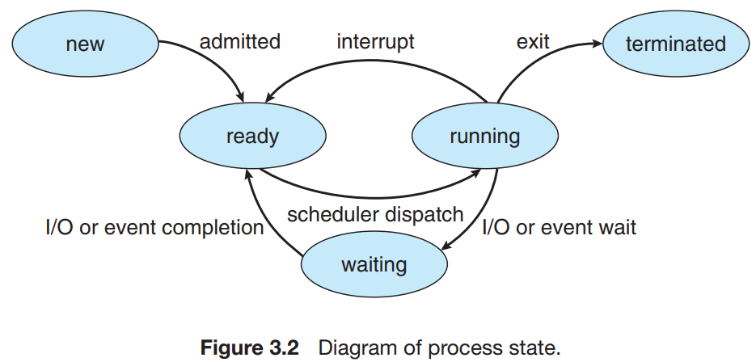 new admitted interrupt exit terminated
ready running
I/O or event completion scheduler dispatch I/O or event wait
waiting
Figure 3.2 Diagram of process state.